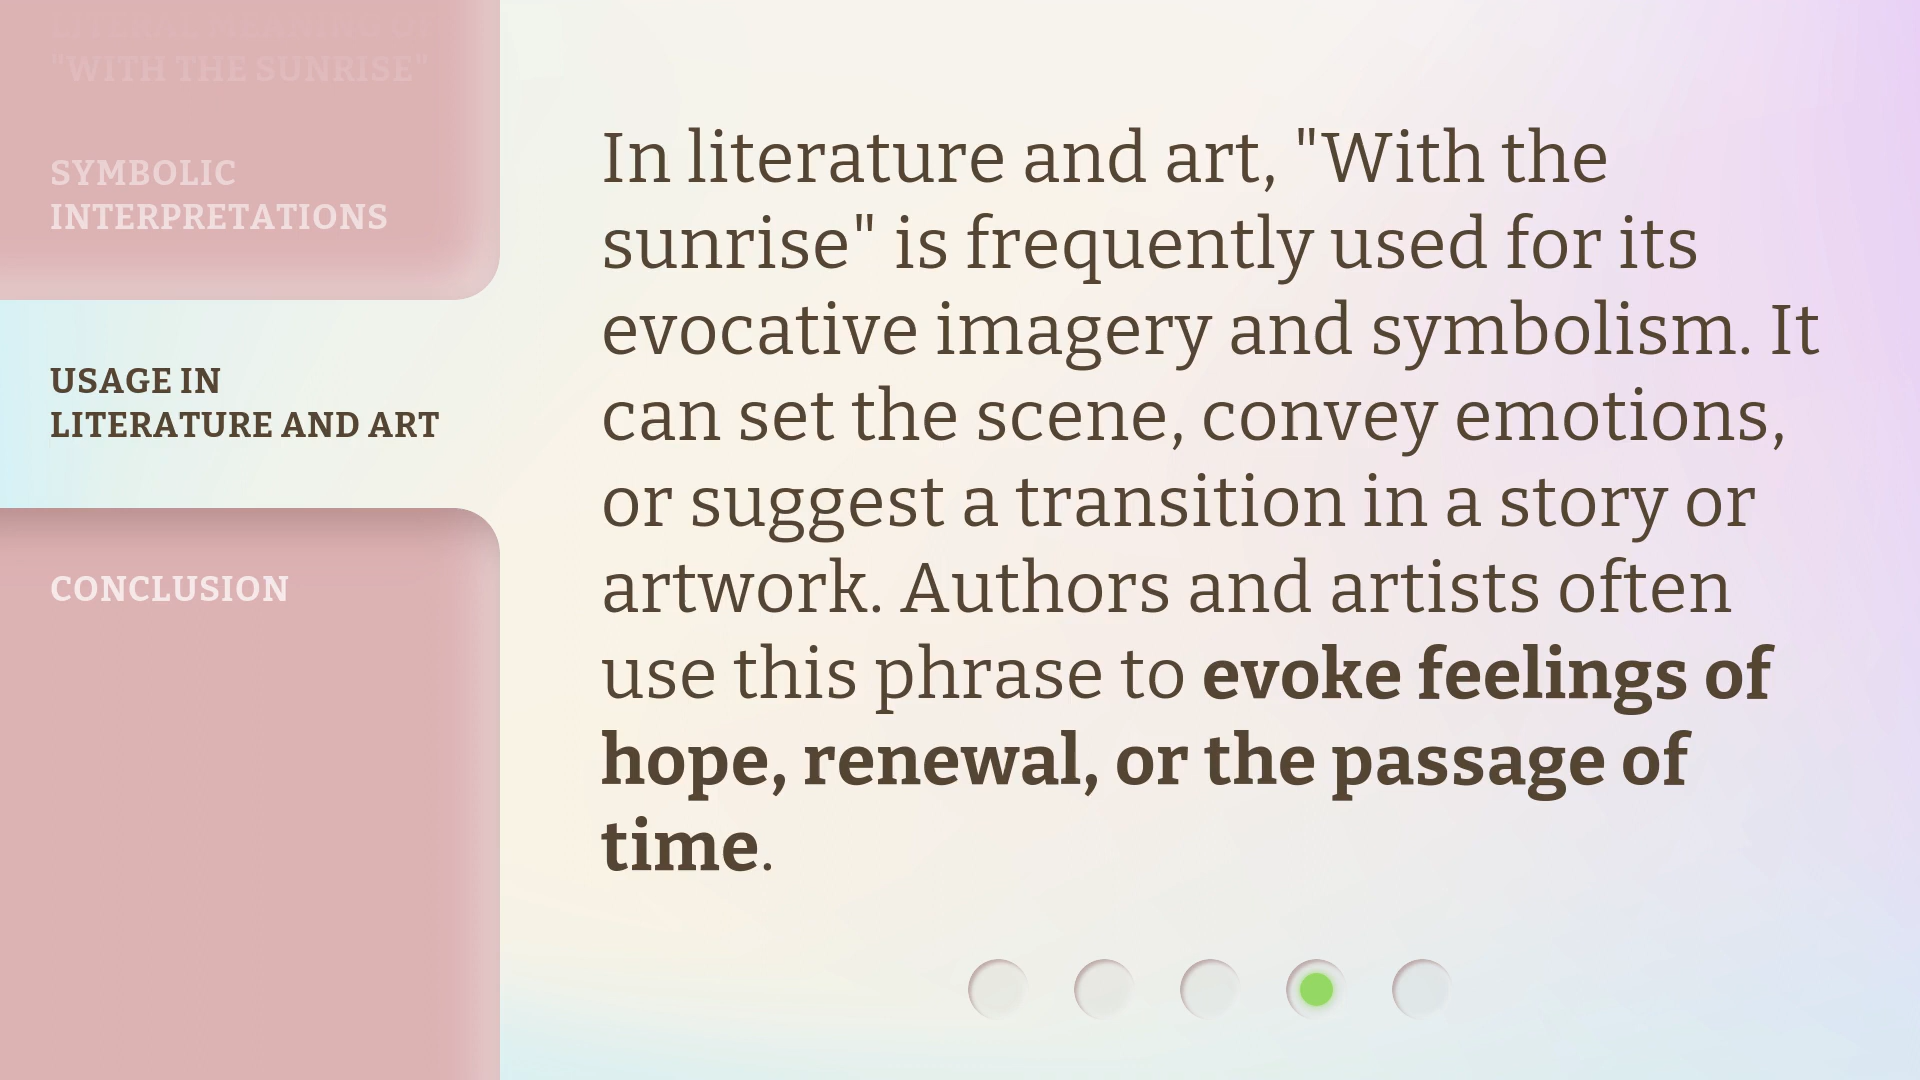 LITERAL MEANING OF
"WITH THE SUNRISE"
SYMBOLIC
INTERPRETATIONS
USAGE IN
LITERATURE AND ART
CONCLUSION
In literature and art, "With the
sunrise" is frequently used for its
evocative imagery and symbolism. It
can set the scene, convey emotions,
or suggest a transition in a story or
artwork. Authors and artists often
use this phrase to evoke feelings of
hope, renewal, or the passage of
time.